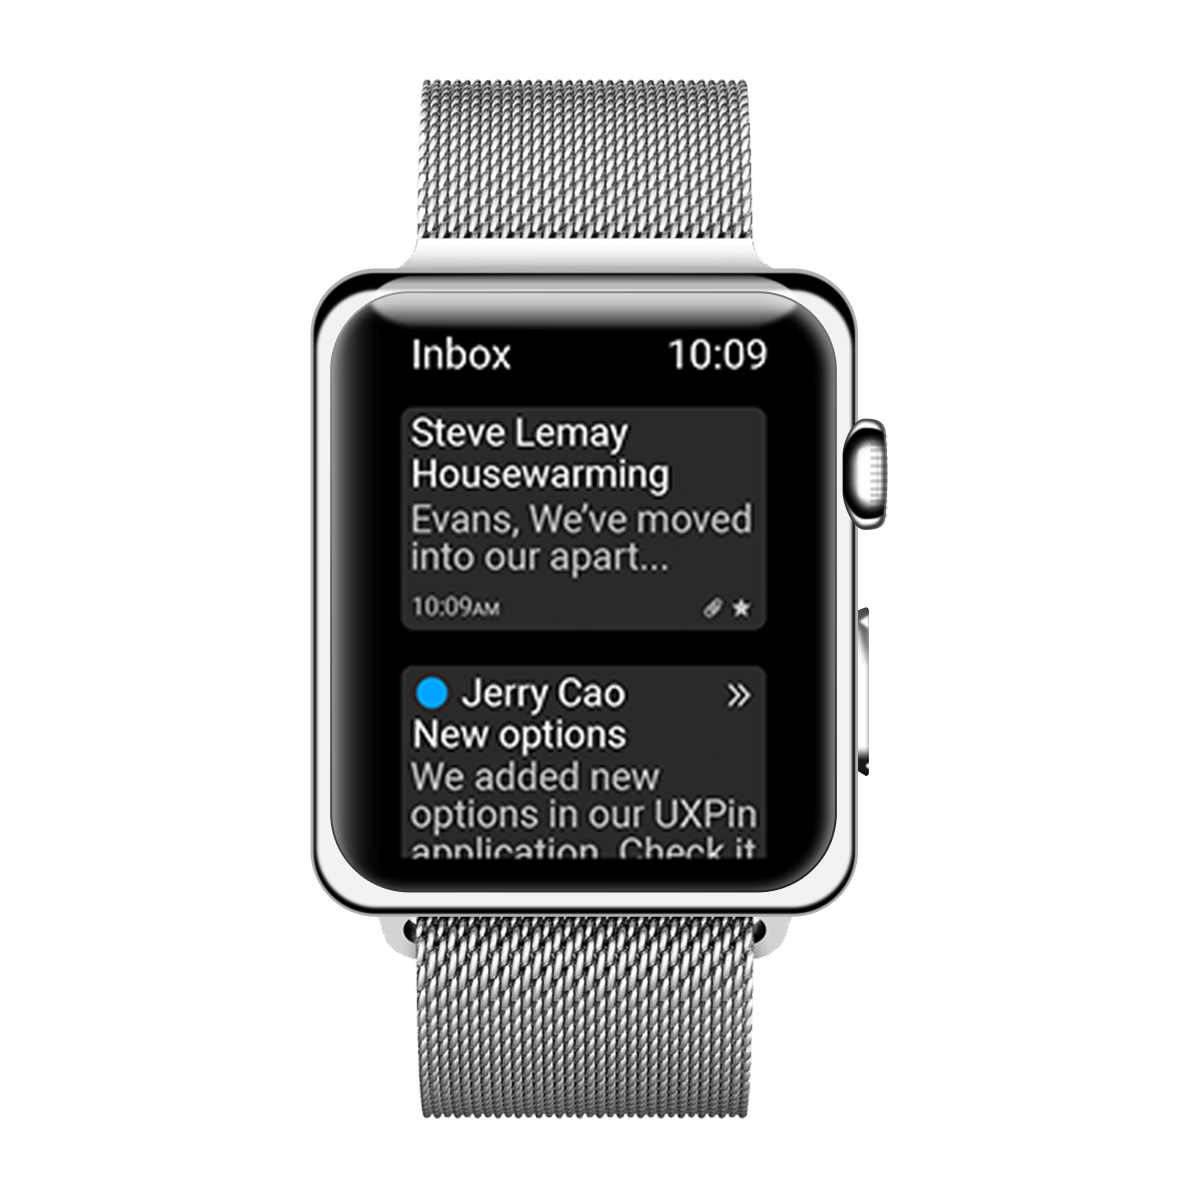 Inbox 10:09
Steve Lemay
Housewarming
Evans, We’ve moved
into our apart...
10:09AM
Jerry Cao
New options
We added new
options in our UXPin
application. Check it